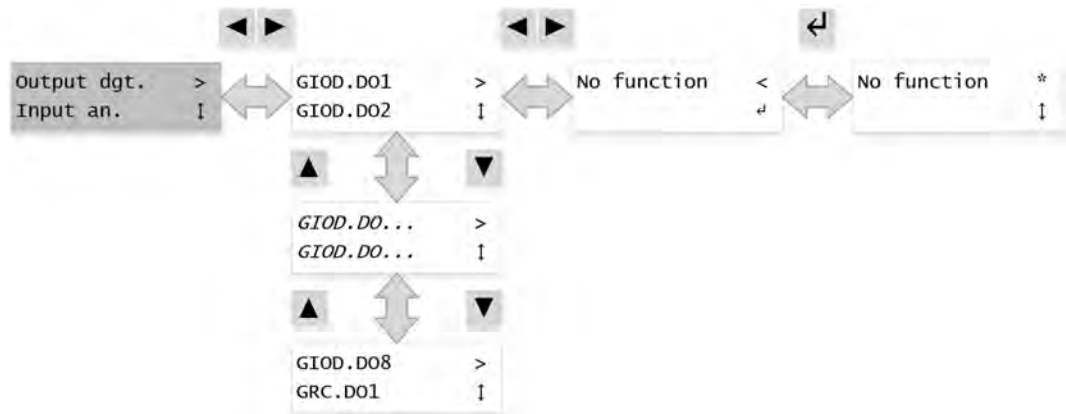 Output dgt. >
Input an. ↕
GIOD.DO1 >
GIOD.DO2 ↕
No function <
↵
No function *
↕
GIOD.DO... >
GIOD.DO... ↕
GIOD.DO8 >
GRC.DO1 ↕